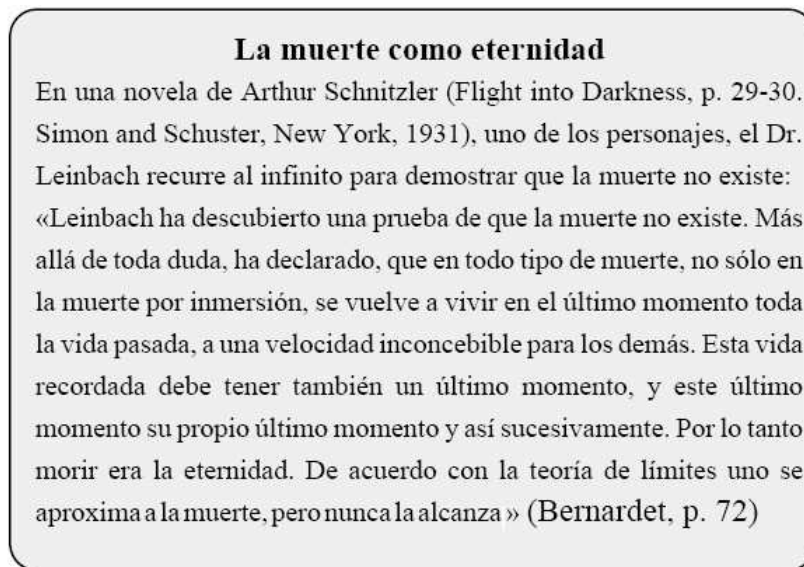 La muerte como eternidad
En una novela de Arthur Schnitzler (Flight into Darkness, p. 29-30.
Simon and Schuster, New York, 1931), uno de los personajes, el Dr.
Leinbach recurre al infinito para demostrar que la muerte no existe:
«Leinbach ha descubierto una prueba de que la muerte no existe. Más
allá de toda duda, ha declarado, que en todo tipo de muerte, no sólo en
la muerte por inmersión, se vuelve a vivir en el último momento toda
la vida pasada, a una velocidad inconcebible para los demás. Esta vida
recordada debe tener también un último momento, y este último
momento su propio último momento y así sucesivamente. Por lo tanto
morir era la eternidad. De acuerdo con la teoría de límites uno se
aproxima a la muerte, pero nunca la alcanza » (Bernardet, p. 72)